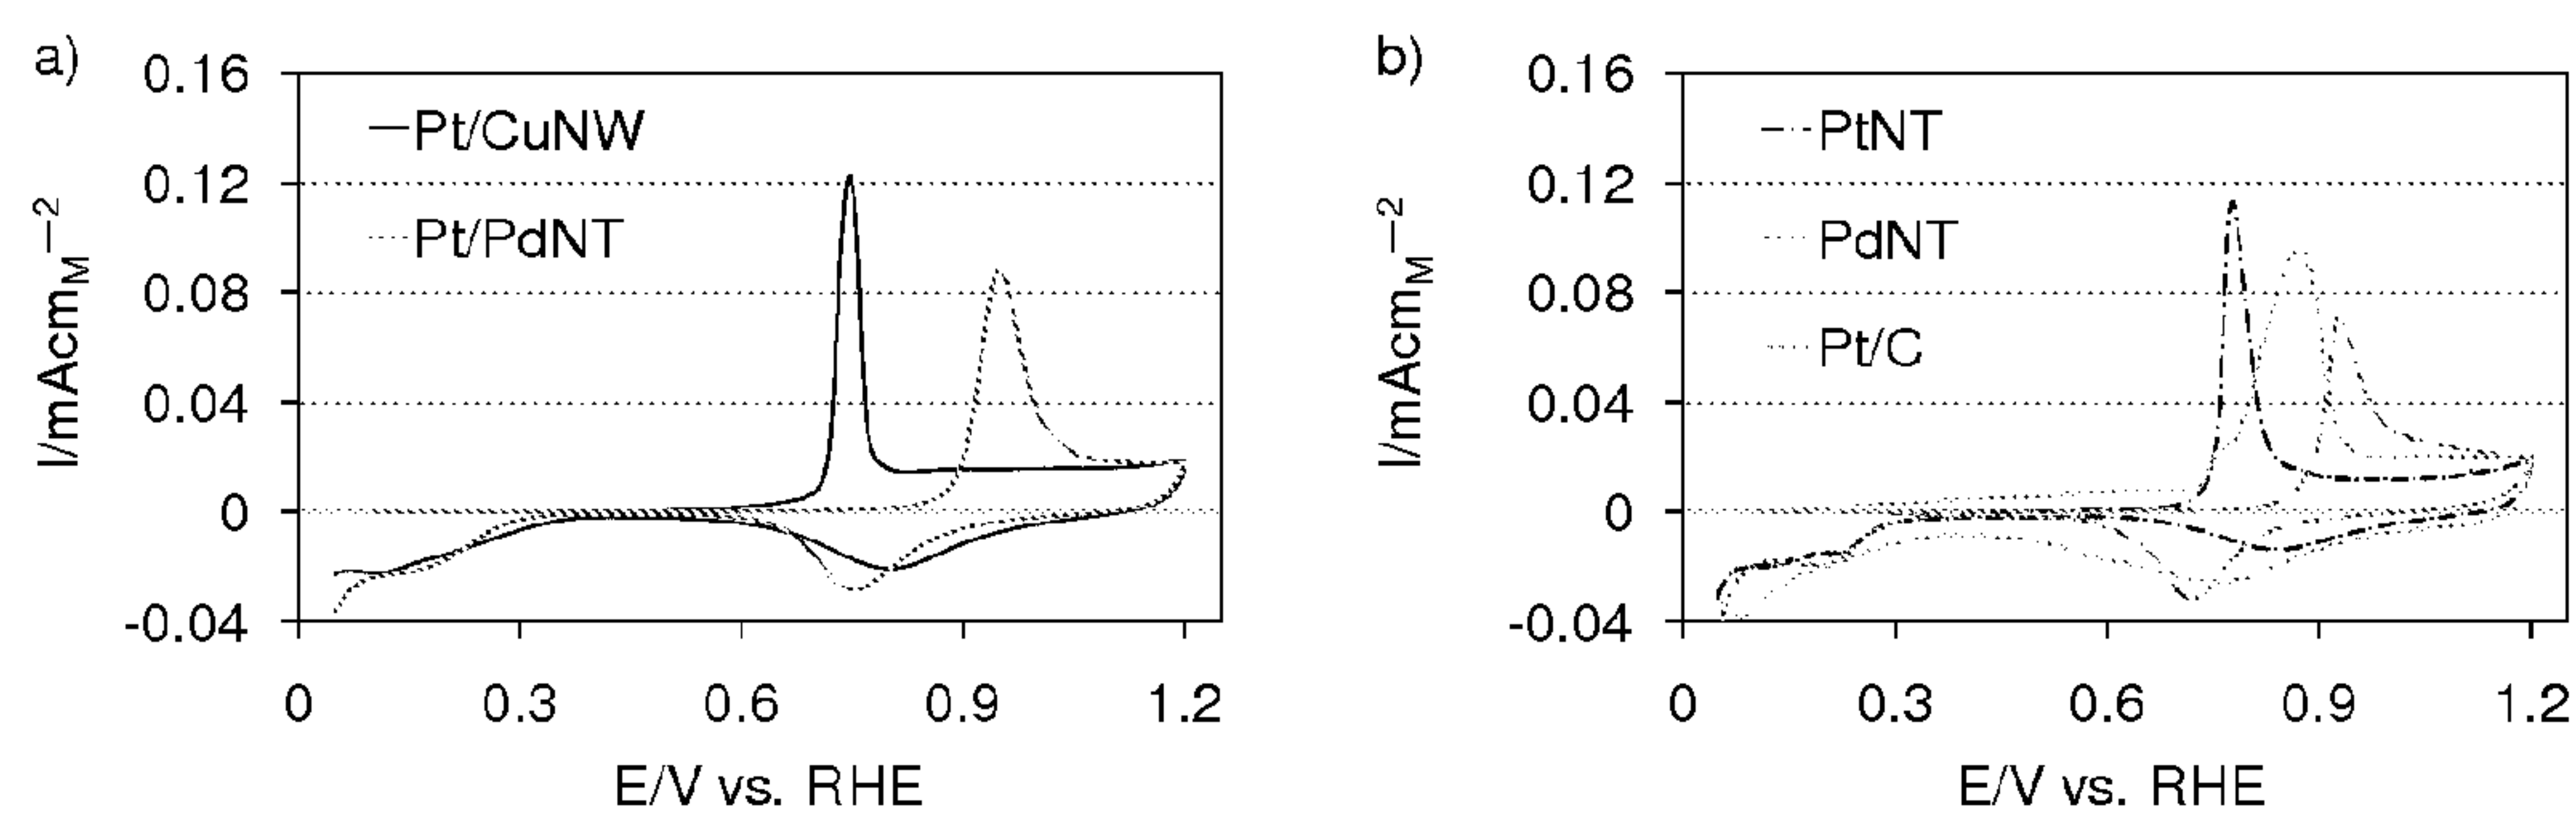 a)
I/mAcm_M^−2
0.16
0.12
0.08
0.04
0
-0.04
Pt/CuNW
Pt/PdNT
0 0.3 0.6 0.9 1.2
E/V vs. RHE
b)
I/mAcm_M^−2
0.16
0.12
0.08
0.04
0
-0.04
PtNT
PdNT
Pt/C
0 0.3 0.6 0.9 1.2
E/V vs. RHE